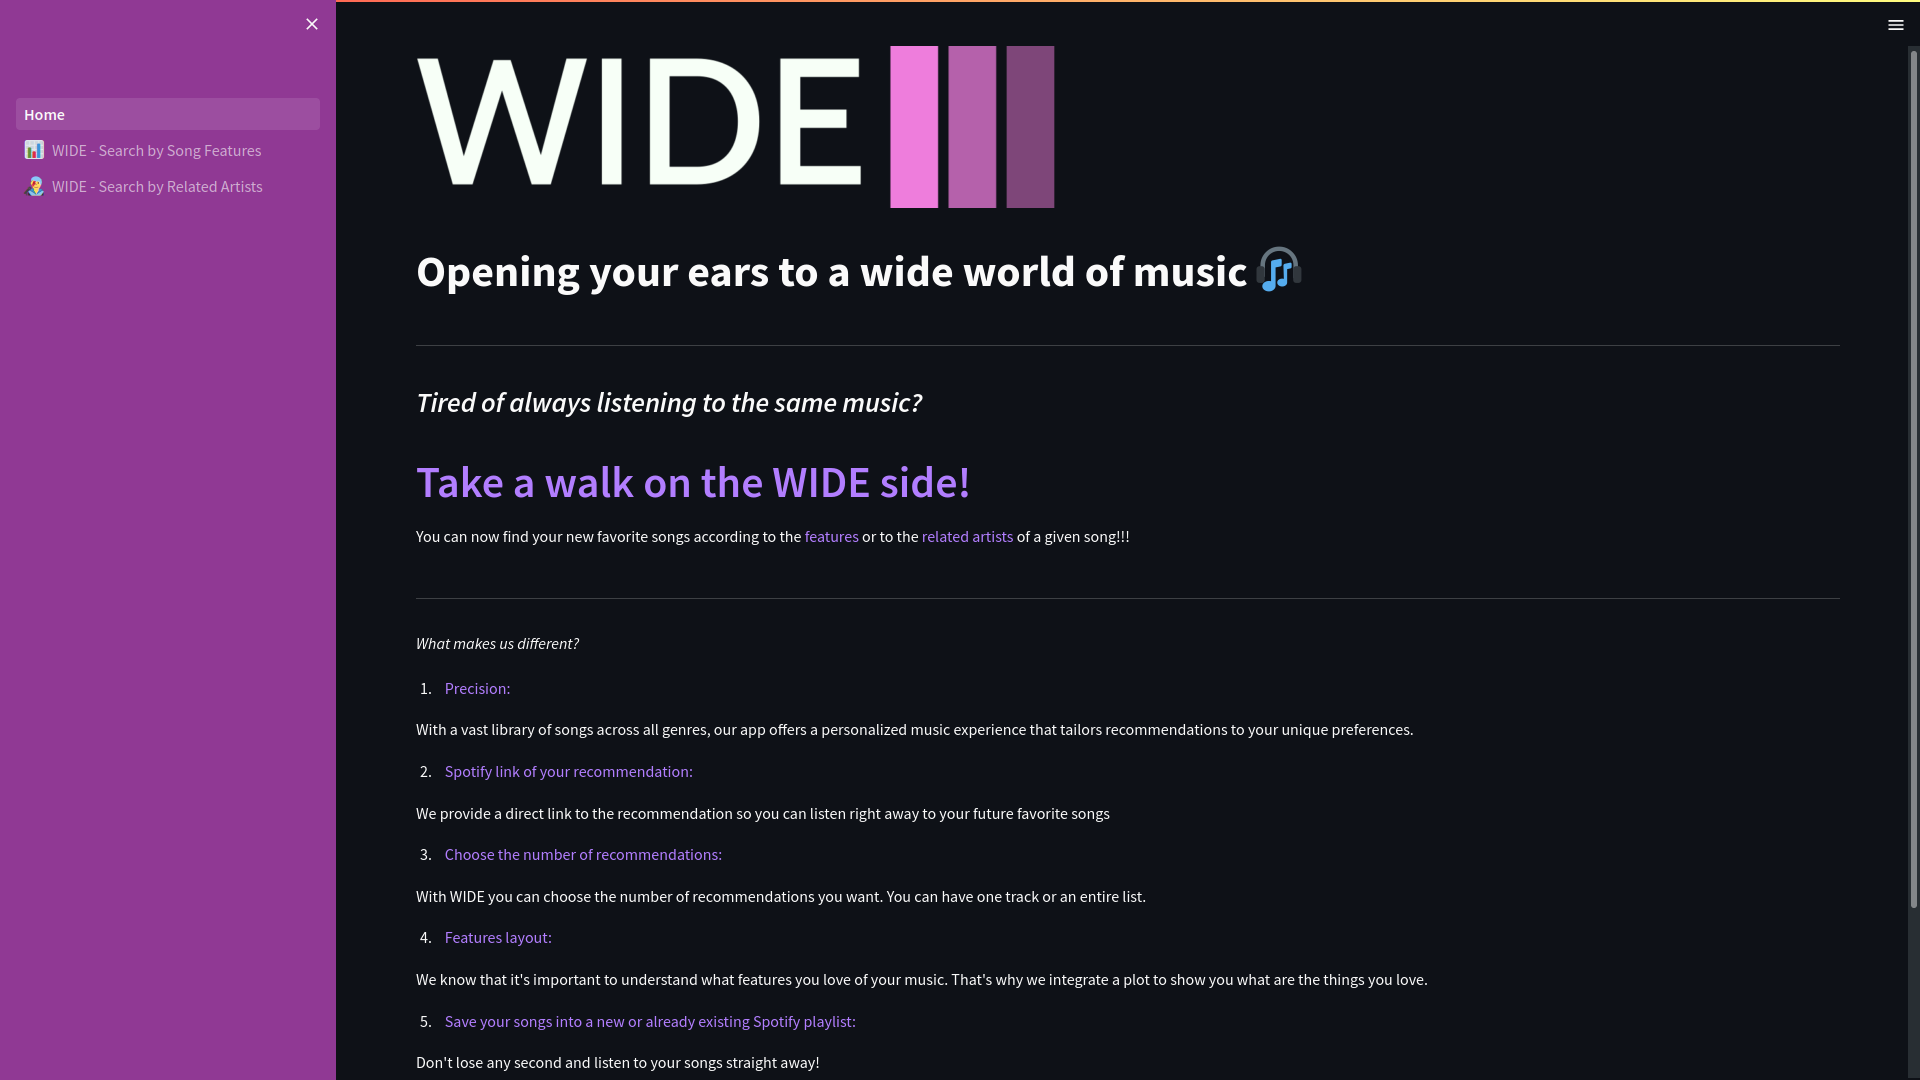 Home
WIDE - Search by Song Features
WIDE - Search by Related Artists
WIDE
Opening your ears to a wide world of music
Tired of always listening to the same music?
Take a walk on the WIDE side!
You can now find your new favorite songs according to the features or to the related artists of a given song!!!
What makes us different?
1. Precision:
With a vast library of songs across all genres, our app offers a personalized music experience that tailors recommendations to your unique preferences.
2. Spotify link of your recommendation:
We provide a direct link to the recommendation so you can listen right away to your future favorite songs
3. Choose the number of recommendations:
With WIDE you can choose the number of recommendations you want. You can have one track or an entire list.
4. Features layout:
We know that it's important to understand what features you love of your music. That's why we integrate a plot to show you what are the things you love.
5. Save your songs into a new or already existing Spotify playlist:
Don't lose any second and listen to your songs straight away!